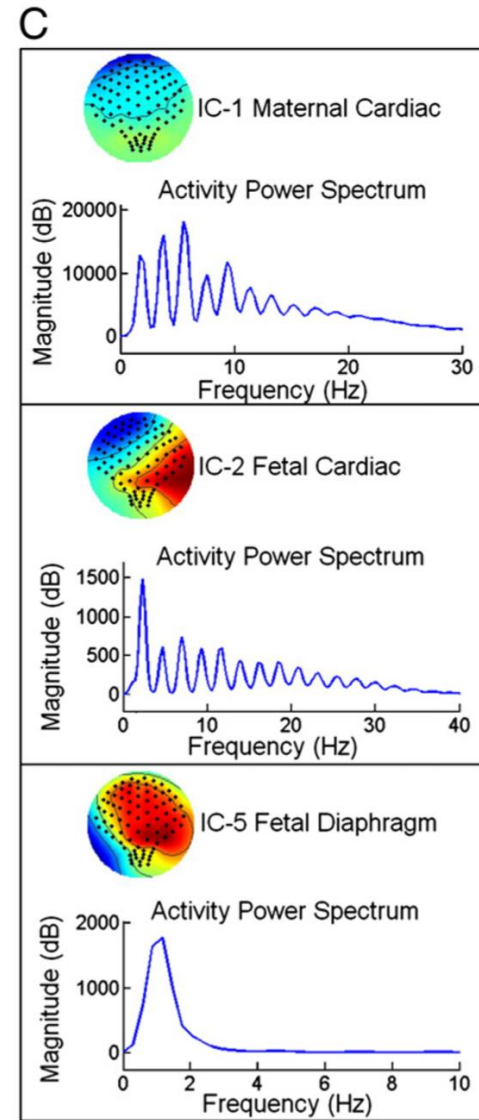 C
IC-1 Maternal Cardiac
Activity Power Spectrum
20000
10000
0
Magnitude (dB)
0 10 20 30
Frequency (Hz)
IC-2 Fetal Cardiac
Activity Power Spectrum
1500
1000
500
0
Magnitude (dB)
0 10 20 30 40
Frequency (Hz)
IC-5 Fetal Diaphragm
Activity Power Spectrum
2000
1000
0
Magnitude (dB)
0 2 4 6 8 10
Frequency (Hz)